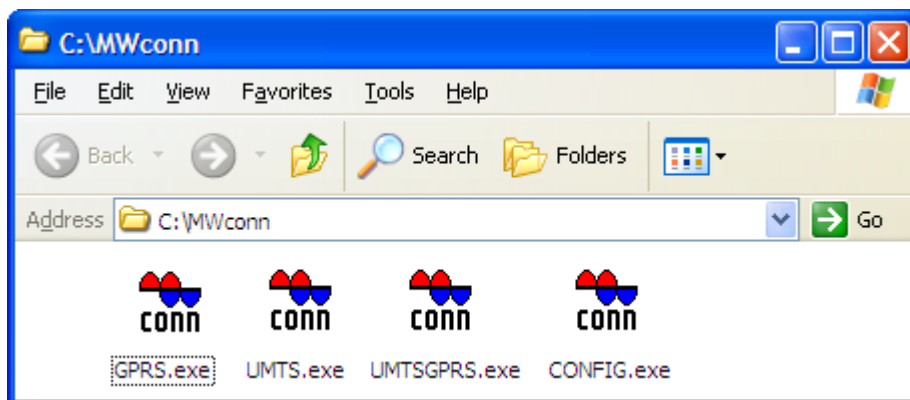 C:\MWconn
File Edit View Favorites Tools Help
Back Search Folders
Address C:\MWconn Go
conn conn conn conn
GPRS.exe UMTS.exe UMTSGPRS.exe CONFIG.exe